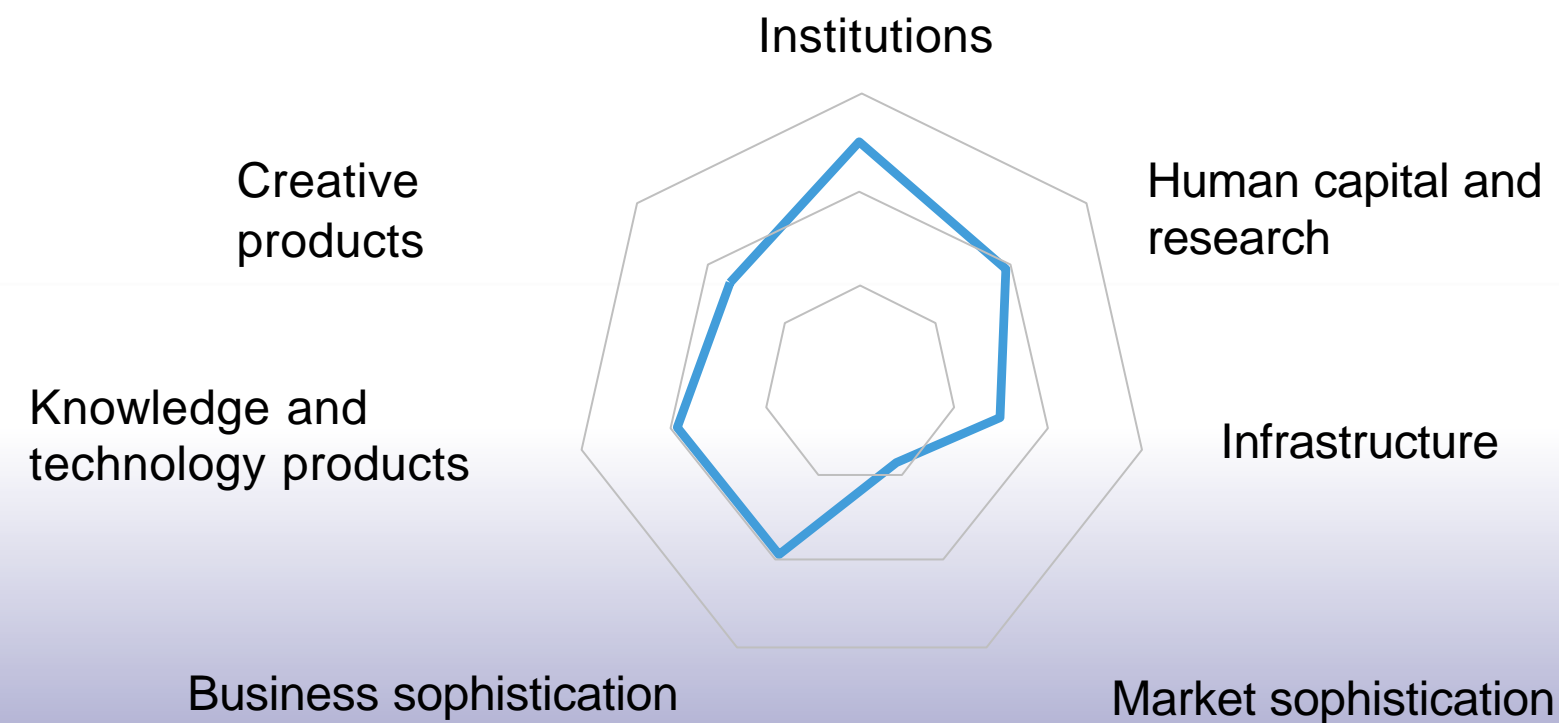 Institutions
Creative
products
Human capital and
research
Knowledge and
technology products
Infrastructure
Business sophistication
Market sophistication